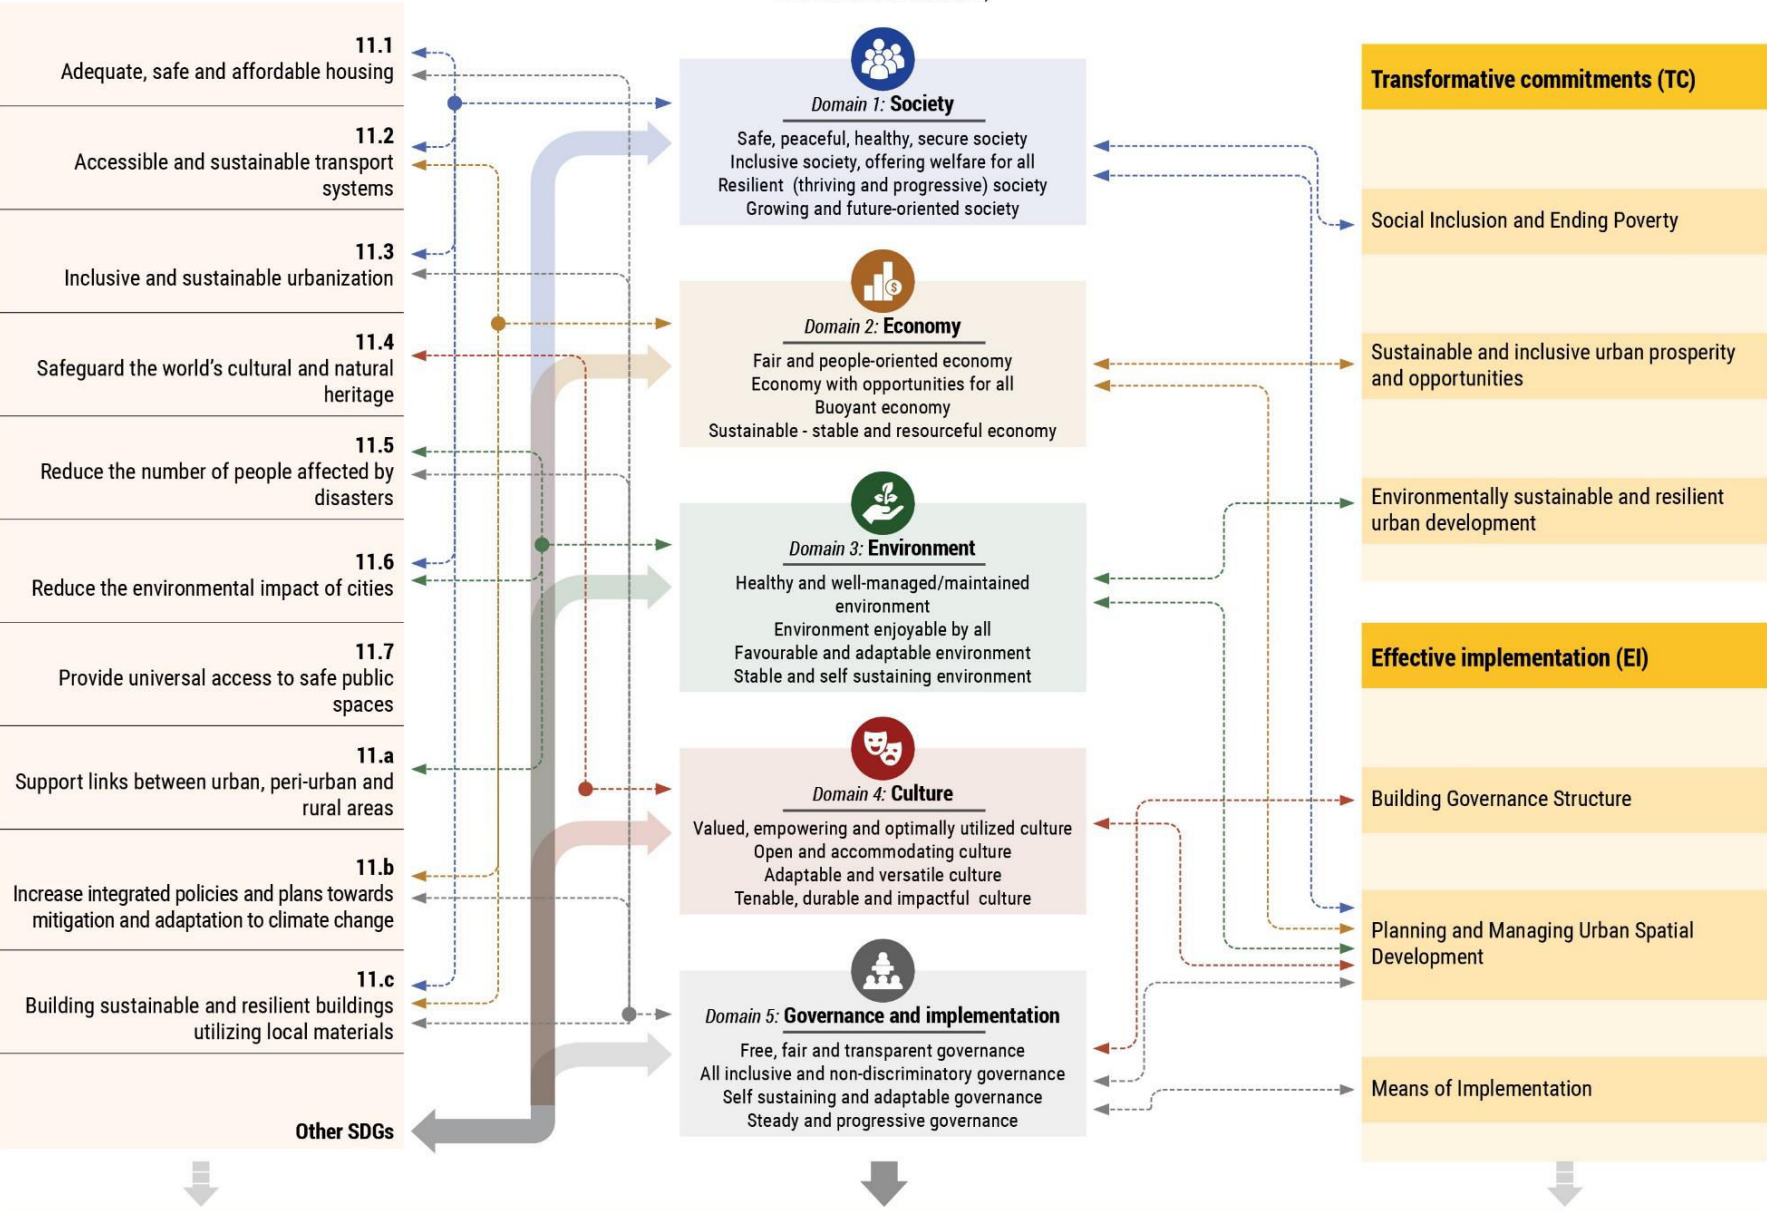 11.1
Adequate, safe and affordable housing
11.2
Accessible and sustainable transport
systems
11.3
Inclusive and sustainable urbanization
11.4
Safeguard the world's cultural and natural
heritage
11.5
Reduce the number of people affected by
disasters
11.6
Reduce the environmental impact of cities
11.7
Provide universal access to safe public
spaces
11.a
Support links between urban, peri-urban and
rural areas
11.b
Increase integrated policies and plans towards
mitigation and adaptation to climate change
11.c
Building sustainable and resilient buildings
utilizing local materials
Other SDGs
Domain 1: Society
Safe, peaceful, healthy, secure society
Inclusive society, offering welfare for all
Resilient (thriving and progressive) society
Growing and future-oriented society
$
Domain 2: Economy
Fair and people-oriented economy
Economy with opportunities for all
Buoyant economy
Sustainable - stable and resourceful economy
Domain 3: Environment
Healthy and well-managed/maintained
environment
Environment enjoyable by all
Favourable and adaptable environment
Stable and self sustaining environment
Domain 4: Culture
Valued, empowering and optimally utilized culture
Open and accommodating culture
Adaptable and versatile culture
Tenable, durable and impactful culture
Domain 5: Governance and implementation
Free, fair and transparent governance
All inclusive and non-discriminatory governance
Self sustaining and adaptable governance
Steady and progressive governance
Transformative commitments (TC)
Social Inclusion and Ending Poverty
Sustainable and inclusive urban prosperity
and opportunities
Environmentally sustainable and resilient
urban development
Effective implementation (EI)
Building Governance Structure
Planning and Managing Urban Spatial
Development
Means of Implementation